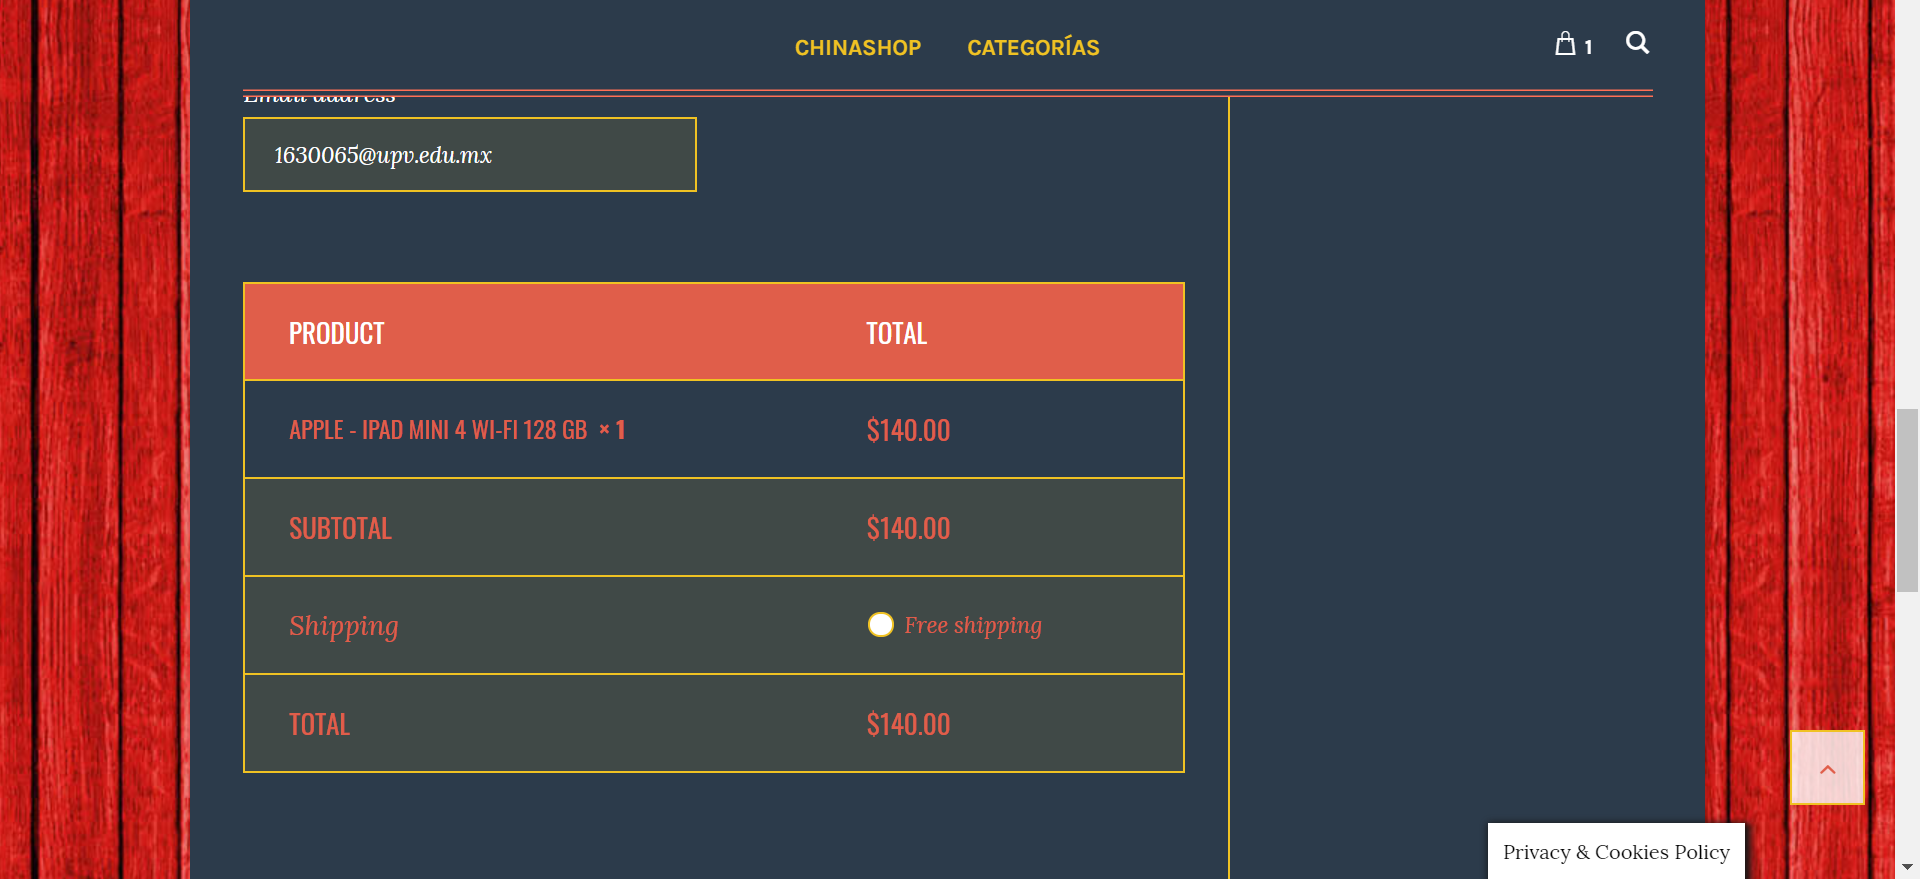 CHINASHOP CATEGORÍAS 1
Email address
1630065@upv.edu.mx
PRODUCT TOTAL
APPLE - IPAD MINI 4 WI-FI 128 GB × 1 $140.00
SUBTOTAL $140.00
Shipping Free shipping
TOTAL $140.00
Privacy & Cookies Policy